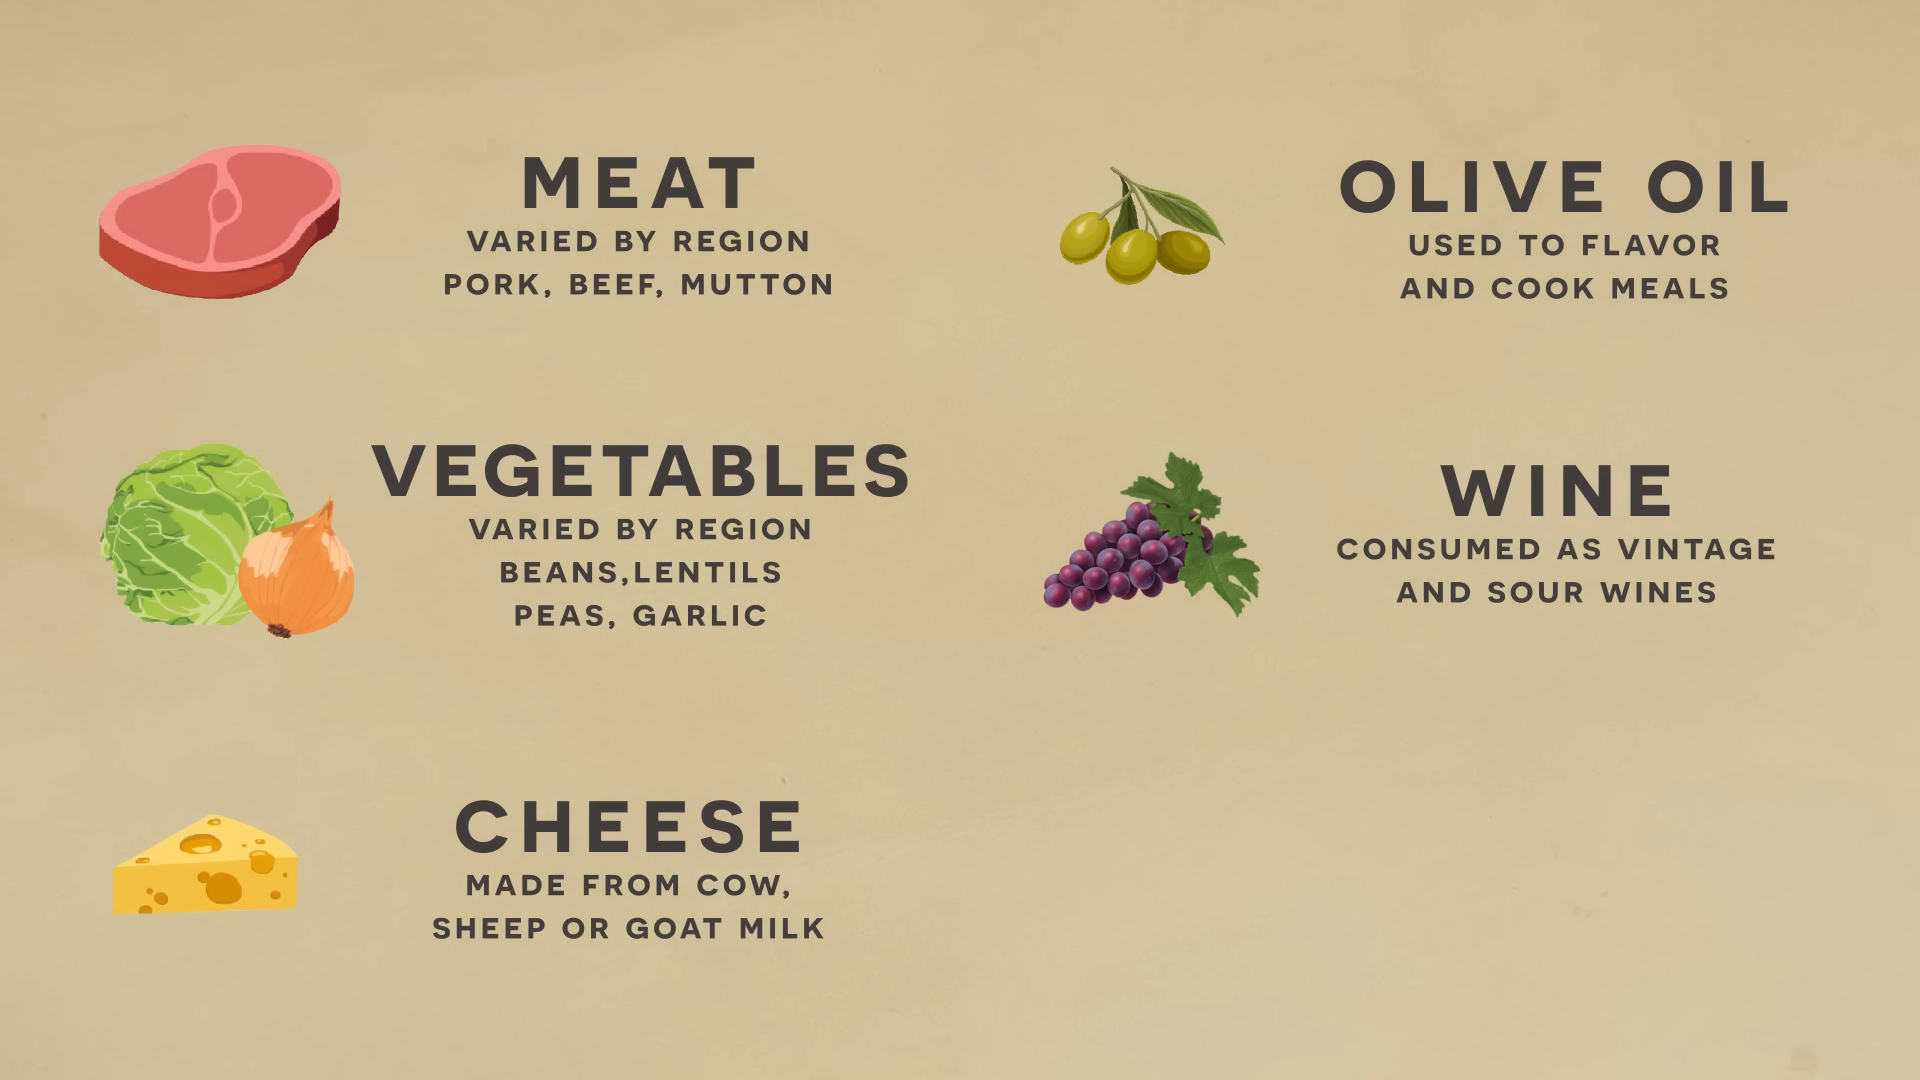 MEAT
VARIED BY REGION
PORK, BEEF, MUTTON
VEGETABLES
VARIED BY REGION
BEANS,LENTILS
PEAS, GARLIC
CHEESE
MADE FROM COW,
SHEEP OR GOAT MILK
OLIVE OIL
USED TO FLAVOR
AND COOK MEALS
WINE
CONSUMED AS VINTAGE
AND SOUR WINES